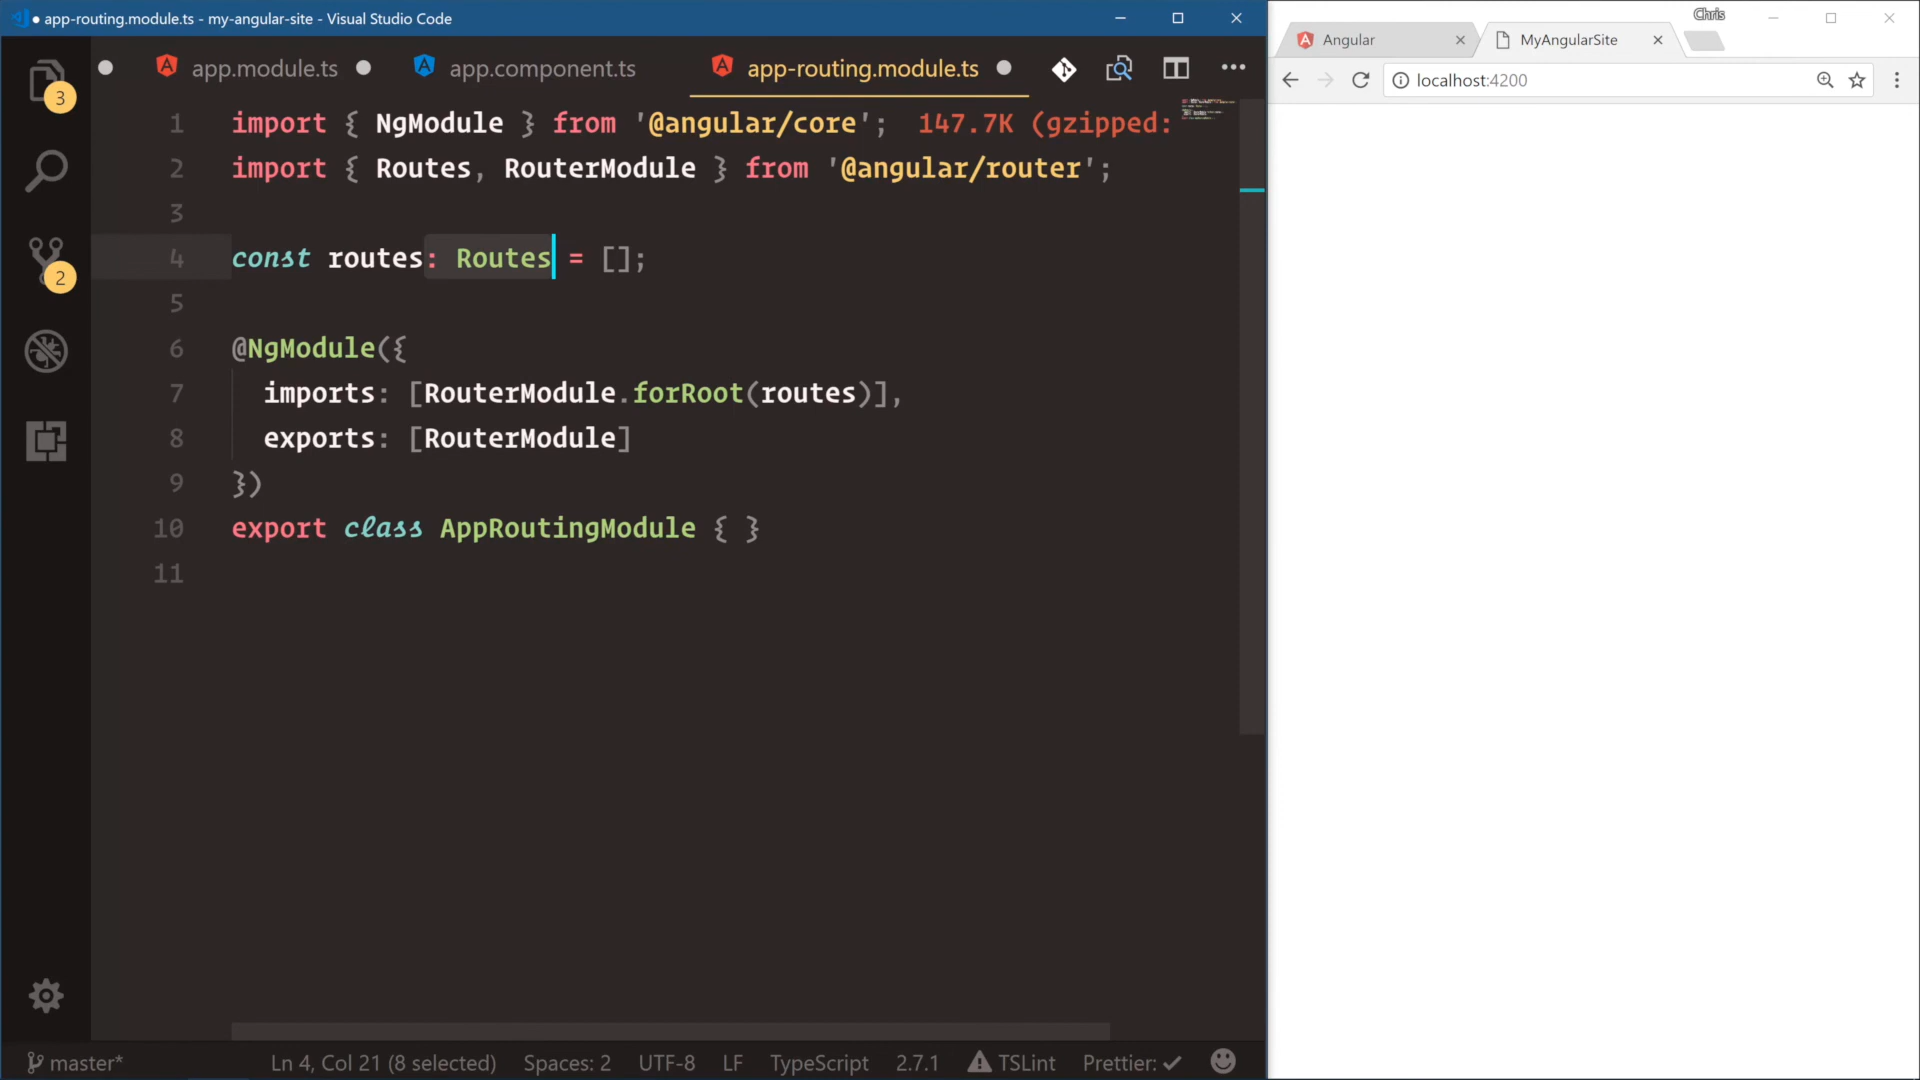 app-routing.module.ts - my-angular-site - Visual Studio Code
app.module.ts
app.component.ts
app-routing.module.ts
3
2
1 import { NgModule } from '@angular/core'; 147.7K (gzipped:
2 import { Routes, RouterModule } from '@angular/router';
3
4 const routes: Routes = [];
5
6 @NgModule({
7 imports: [RouterModule.forRoot(routes)],
8 exports: [RouterModule]
9 })
10 export class AppRoutingModule { }
11
master* Ln 4, Col 21 (8 selected) Spaces: 2 UTF-8 LF TypeScript 2.7.1 TSLint Prettier: ✓
Chris
Angular
MyAngularSite
localhost:4200